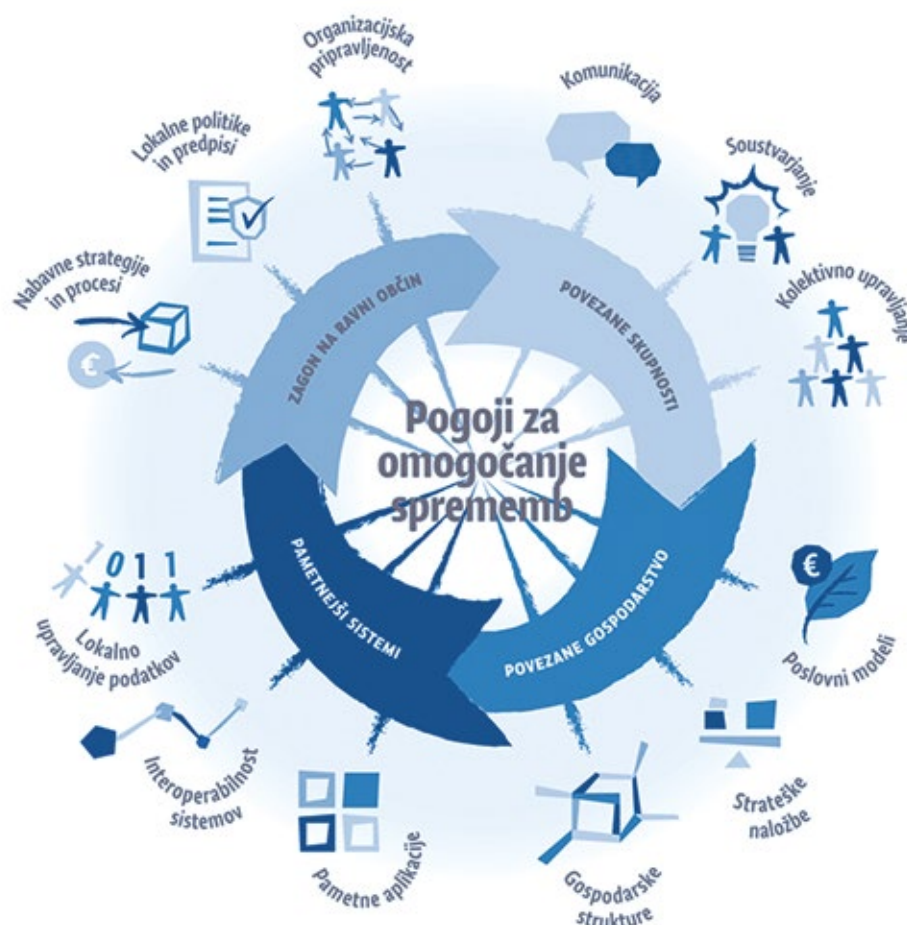 Organizacijska
pripravljenost
Komunikacija
Lokalne politike
in predpisi
Soustvarjanje
Nabavne strategije
in procesi
Kolektivno upravljanje
€
ZAGON NA RAVNI OBČIN
POVEZANE SKUPNOSTI
Pogoji za
omogočanje
sprememb
PAMETNEJŠI SISTEMI
POVEZANE GOSPODARSTVO
1011
Lokalno
upravljanje podatkov
€
Poslovni modeli
Interoperabilnost
sistemov
Strateške
naložbe
Pametne aplikacije
Gospodarske
strukture